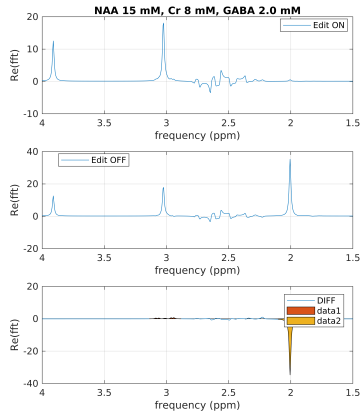 NAA 15 mM, Cr 8 mM, GABA 2.0 mM
20
10
0
-10
Re(fft)
Edit ON
4
3.5
3
2.5
2
1.5
frequency (ppm)
40
20
0
-20
Re(fft)
Edit OFF
4
3.5
3
2.5
2
1.5
frequency (ppm)
40
20
0
-20
-40
Re(fft)
DIFF
data1
data2
4
3.5
3
2.5
2
1.5
frequency (ppm)